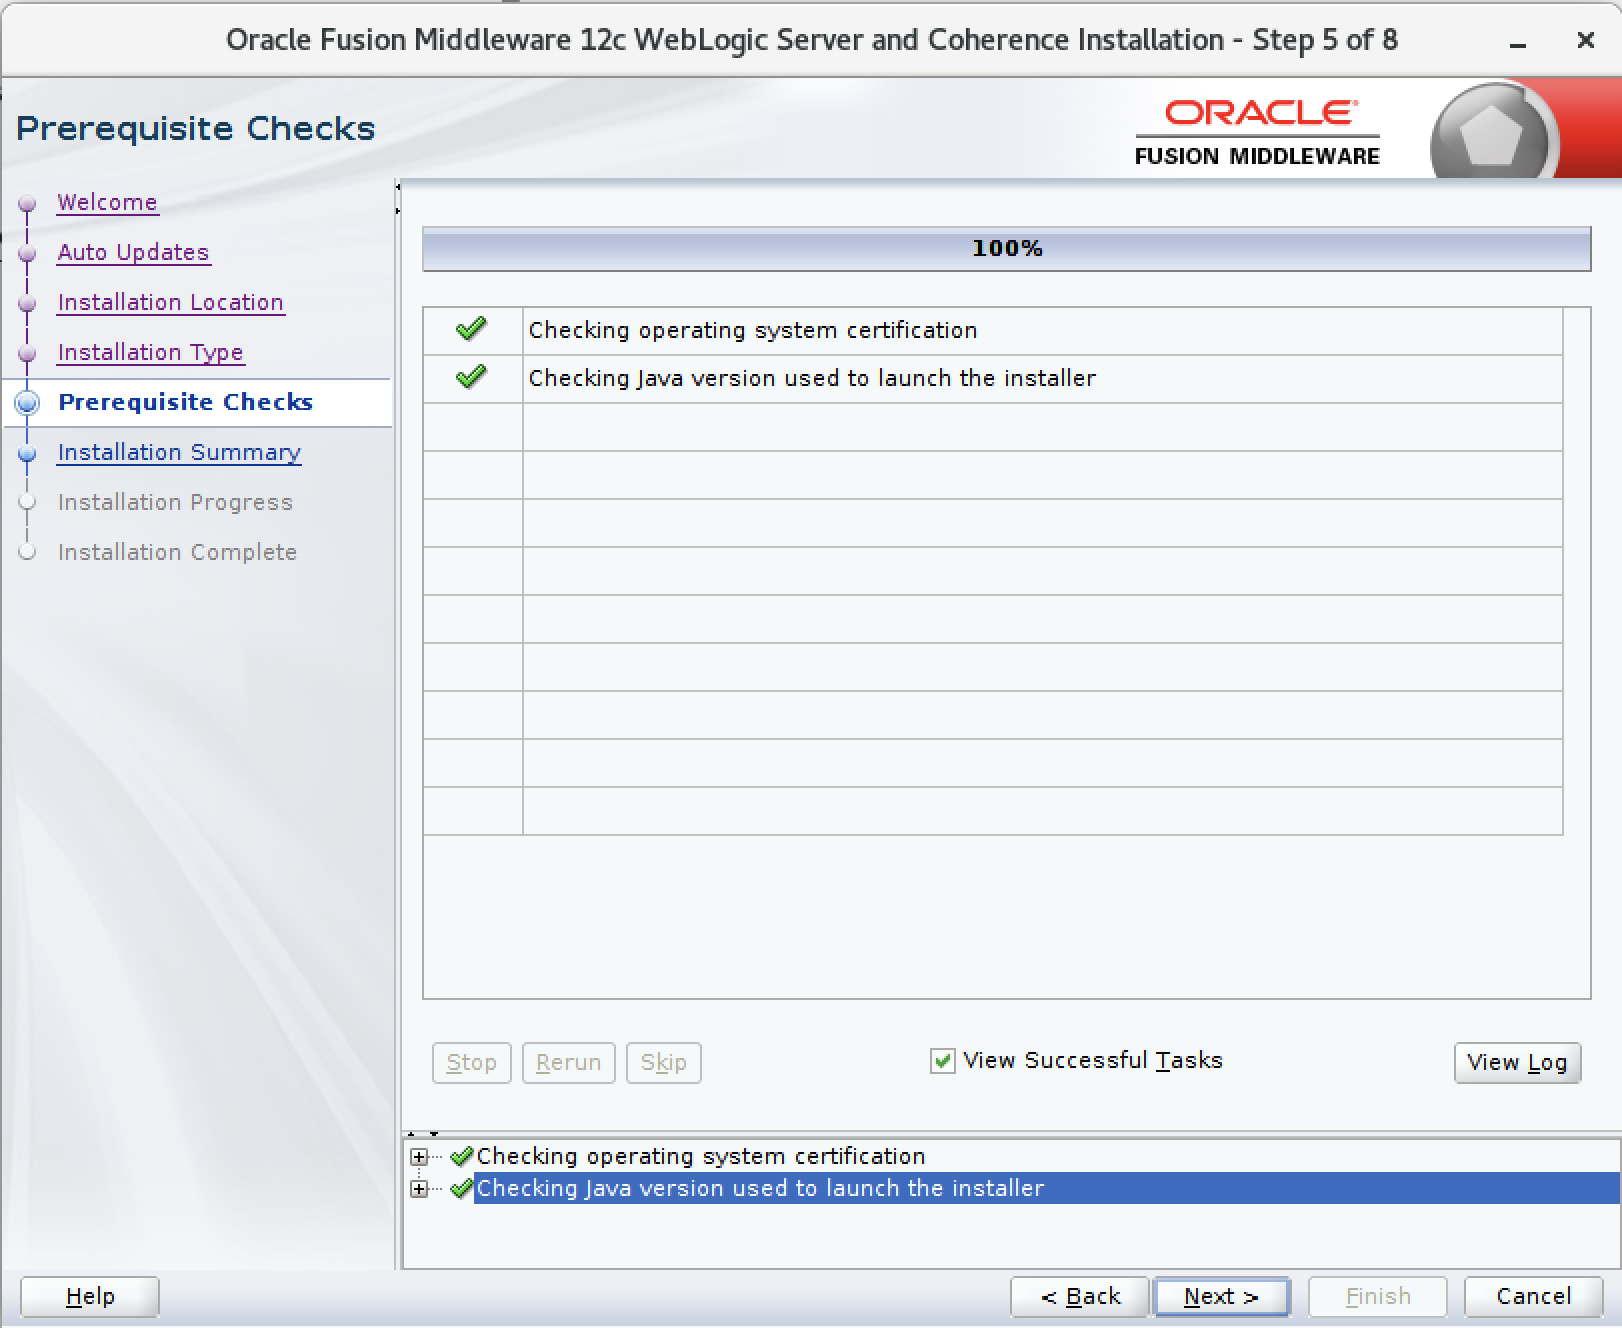 Oracle Fusion Middleware 12c WebLogic Server and Coherence Installation - Step 5 of 8
Prerequisite Checks
ORACLE
FUSION MIDDLEWARE
Welcome
Auto Updates
Installation Location
Installation Type
Prerequisite Checks
Installation Summary
Installation Progress
Installation Complete
100%
Checking operating system certification
Checking Java version used to launch the installer
Stop Rerun Skip View Successful Tasks View Log
Checking operating system certification
Checking Java version used to launch the installer
Help < Back Next > Finish Cancel